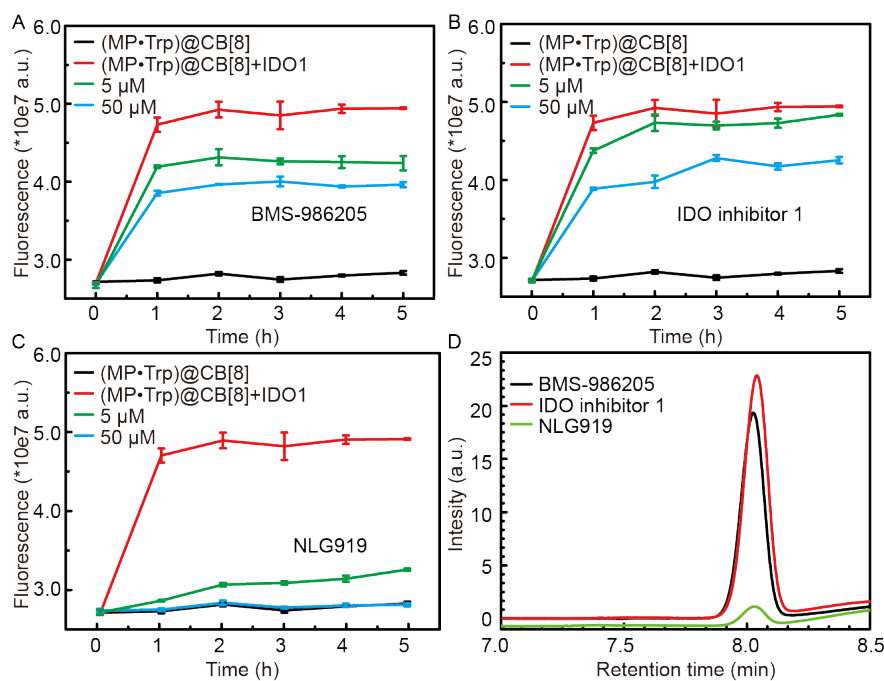 A
6.0
5.0
4.0
3.0
Fluorescence (*10e7 a.u.)
(MP•Trp)@CB[8]
(MP•Trp)@CB[8]+IDO1
5 μM
50 μM
BMS-986205
0 1 2 3 4 5
Time (h)
B
6.0
5.0
4.0
3.0
Fluorescence (*10e7 a.u.)
(MP•Trp)@CB[8]
(MP•Trp)@CB[8]+IDO1
5 μM
50 μM
IDO inhibitor 1
0 1 2 3 4 5
Time (h)
C
6.0
5.0
4.0
3.0
Fluorescence (*10e7 a.u.)
(MP•Trp)@CB[8]
(MP•Trp)@CB[8]+IDO1
5 μM
50 μM
NLG919
0 1 2 3 4 5
Time (h)
D
25
20
15
10
5
0
Intesity (a.u.)
BMS-986205
IDO inhibitor 1
NLG919
7.0 7.5 8.0 8.5
Retention time (min)